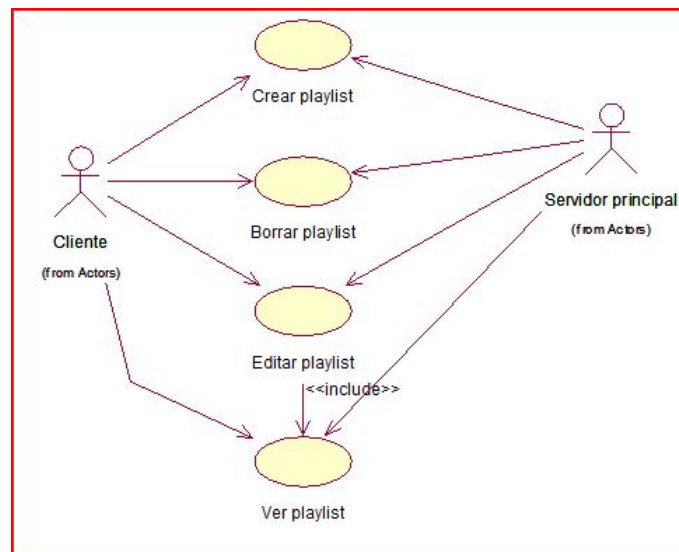 Crear playlist
Servidor principal
(from Actors)
Borrar playlist
Cliente
(from Actors)
Editar playlist
<<include>>
Ver playlist